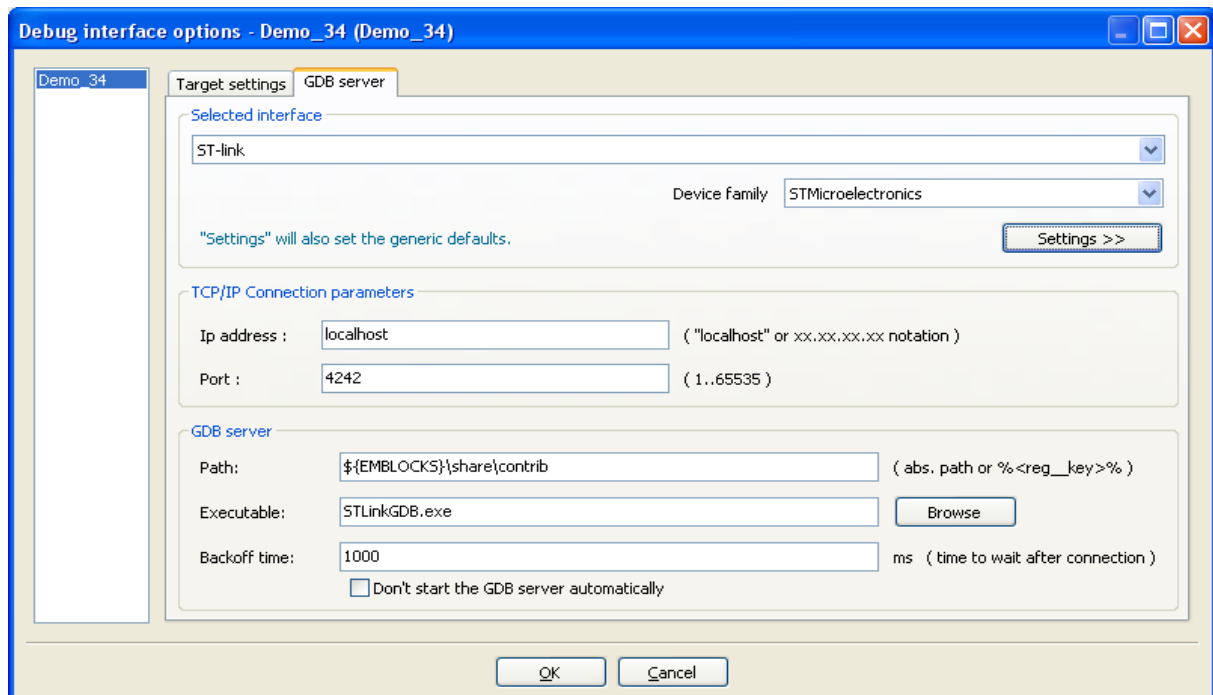 Debug interface options - Demo_34 (Demo_34)
Demo_34
Target settings GDB server
Selected interface
ST-link
Device family STMicroelectronics
"Settings" will also set the generic defaults. Settings >>
TCP/IP Connection parameters
Ip address : localhost ( "localhost" or xx.xx.xx.xx notation )
Port : 4242 ( 1..65535 )
GDB server
Path: ${EMBLOCKS}\share\contrib ( abs. path or %<reg__key>% )
Executable: STLinkGDB.exe Browse
Backoff time: 1000 ms ( time to wait after connection )
Don't start the GDB server automatically
OK Cancel